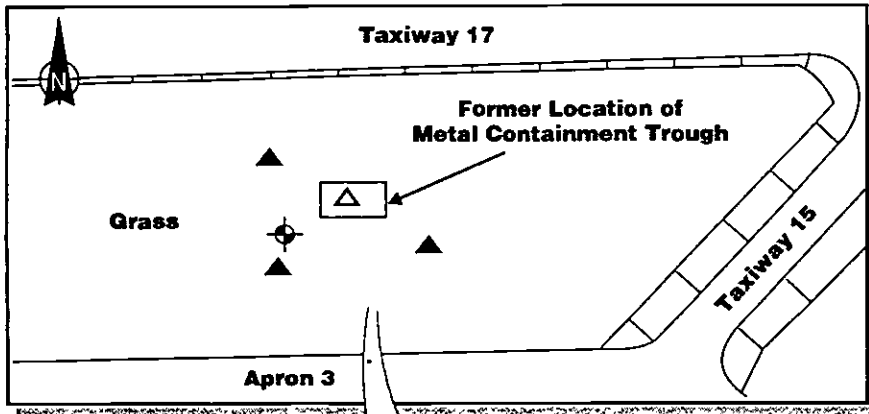 Taxiway 17
N
Former Location of
Metal Containment Trough
Grass
Taxiway 15
Apron 3